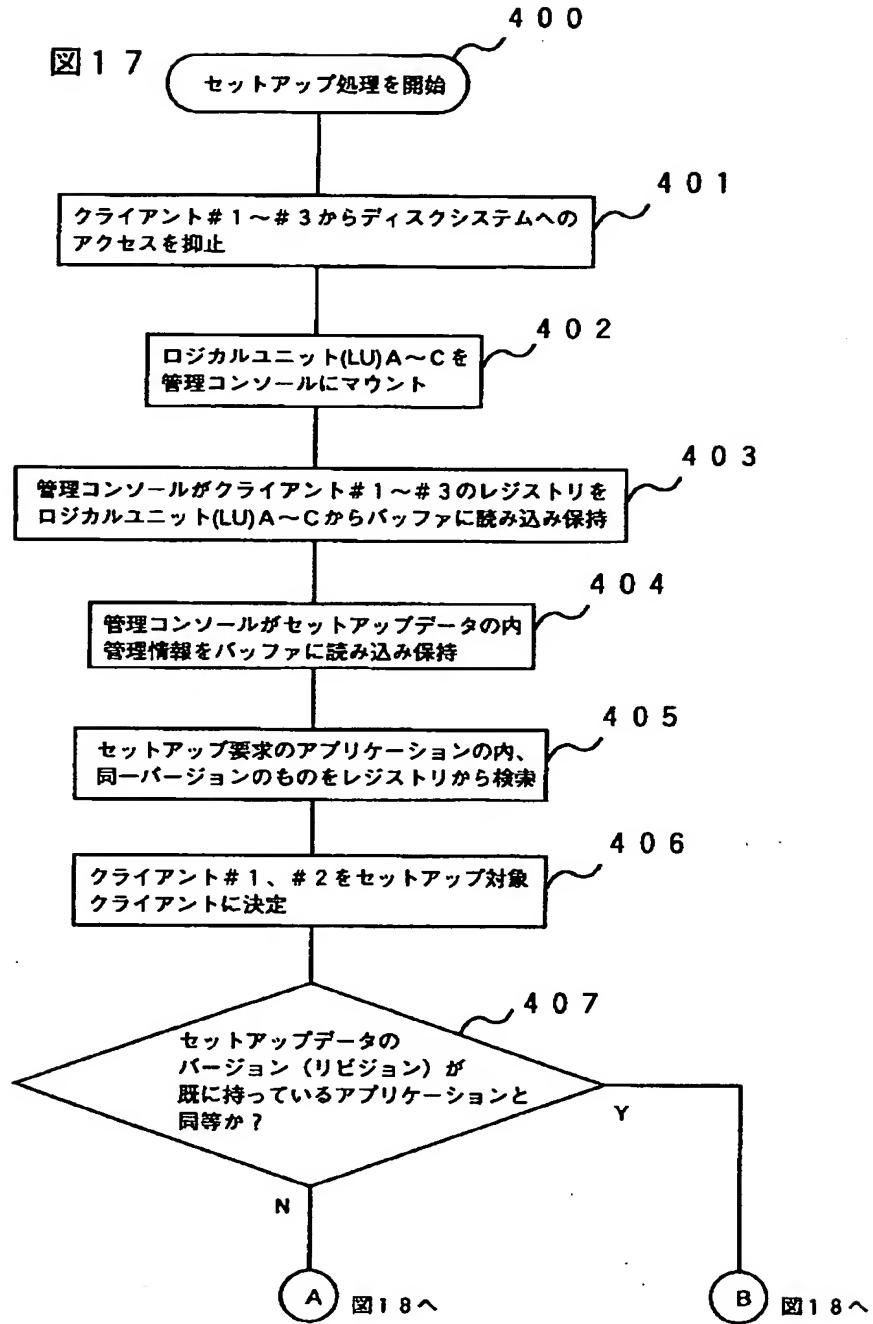 図17
400
セットアップ処理を開始
401
クライアント#1〜#3からディスクシステムへの
アクセスを抑止
402
ロジカルユニット(LU)A〜Cを
管理コンソールにマウント
403
管理コンソールがクライアント#1〜#3のレジストリを
ロジカルユニット(LU)A〜Cからバッファに読み込み保持
404
管理コンソールがセットアップデータの内
管理情報をバッファに読み込み保持
405
セットアップ要求のアプリケーションの内、
同一バージョンのものをレジストリから検索
406
クライアント#1、#2をセットアップ対象
クライアントに決定
407
セットアップデータの
バージョン(リビジョン)が
既に持っているアプリケーションと
同等か?
Y
N
A 図18へ
B 図18へ